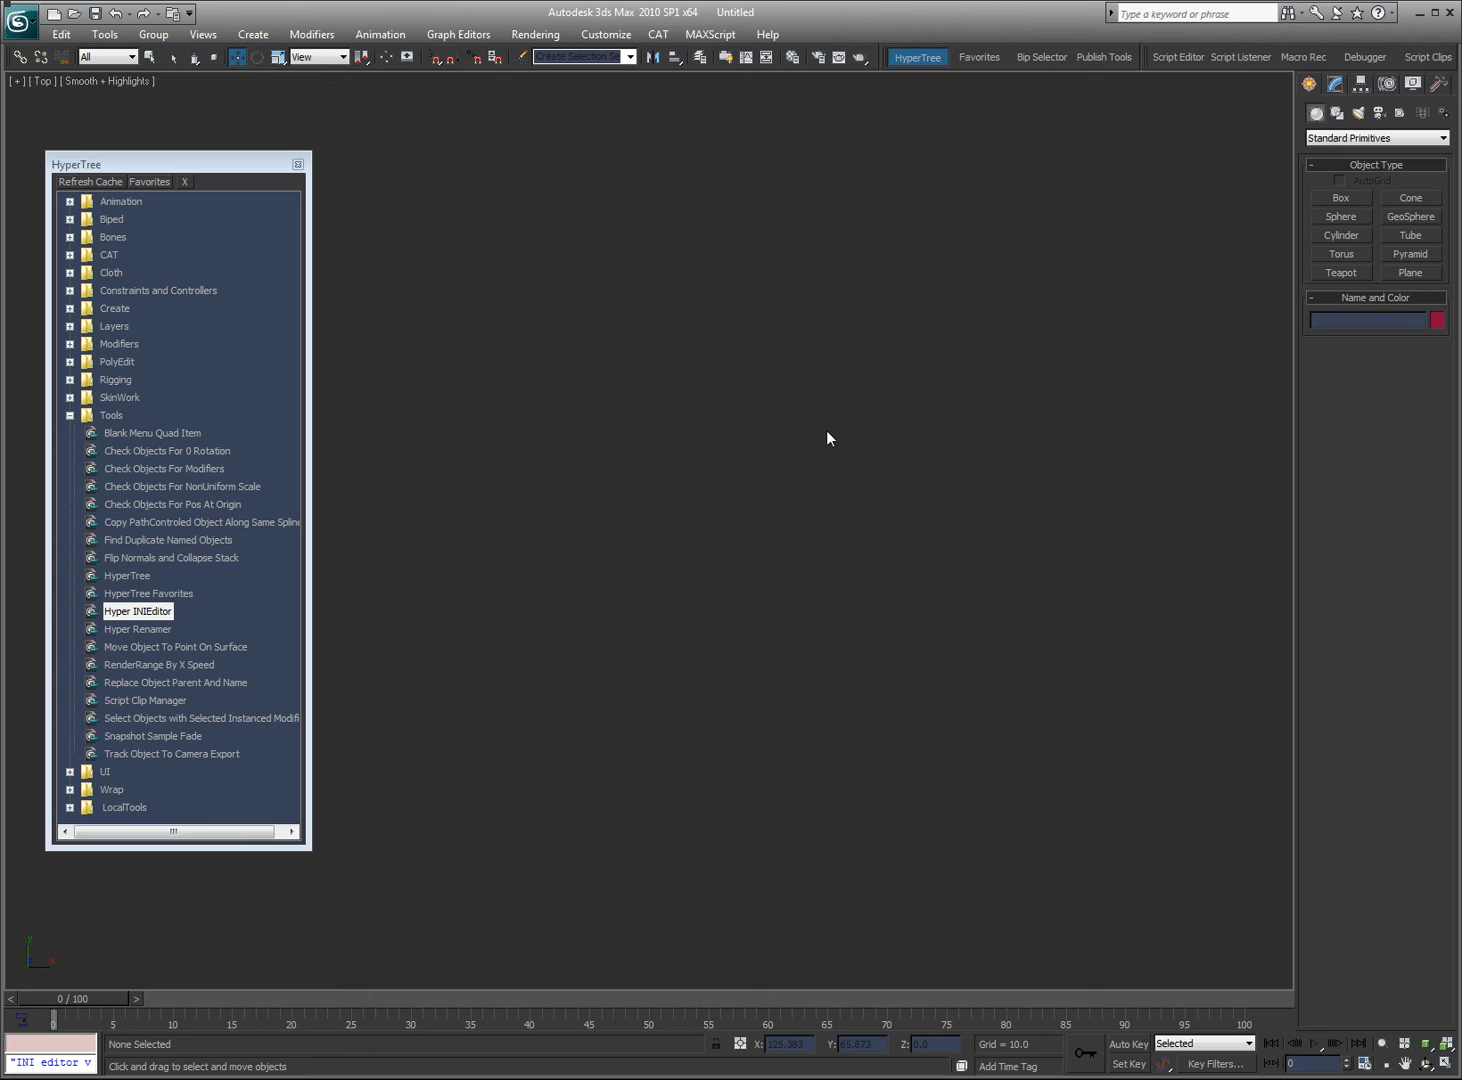 Autodesk 3ds Max 2010 SP1 x64 Untitled
Type a keyword or phrase
Edit Tools Group Views Create Modifiers Animation Graph Editors Rendering Customize CAT MAXScript Help
All View Create Selection Se HyperTree Favorites Bip Selector Publish Tools Script Editor Script Listener Macro Rec Debugger Script Clips
[ + ] [ Top ] [ Smooth + Highlights ]
Standard Primitives
HyperTree
Refresh Cache Favorites X
Animation
Biped
Bones
CAT
Cloth
Constraints and Controllers
Create
Layers
Modifiers
PolyEdit
Rigging
SkinWork
Tools
Blank Menu Quad Item
Check Objects For 0 Rotation
Check Objects For Modifiers
Check Objects For NonUniform Scale
Check Objects For Pos At Origin
Copy PathControled Object Along Same Spline
Find Duplicate Named Objects
Flip Normals and Collapse Stack
HyperTree
HyperTree Favorites
Hyper INIEditor
Hyper Renamer
Move Object To Point On Surface
RenderRange By X Speed
Replace Object Parent And Name
Script Clip Manager
Select Objects with Selected Instanced Modifi
Snapshot Sample Fade
Track Object To Camera Export
UI
Wrap
LocalTools
- Object Type
AutoGrid
Box Cone
Sphere GeoSphere
Cylinder Tube
Torus Pyramid
Teapot Plane
- Name and Color
y
x
< 0 / 100 >
0 5 10 15 20 25 30 35 40 45 50 55 60 65 70 75 80 85 90 95 100
None Selected X: 125.383 Y: 65.873 Z: 0.0 Grid = 10.0 Auto Key Selected
"INI editor v Click and drag to select and move objects Add Time Tag Set Key Key Filters... 0